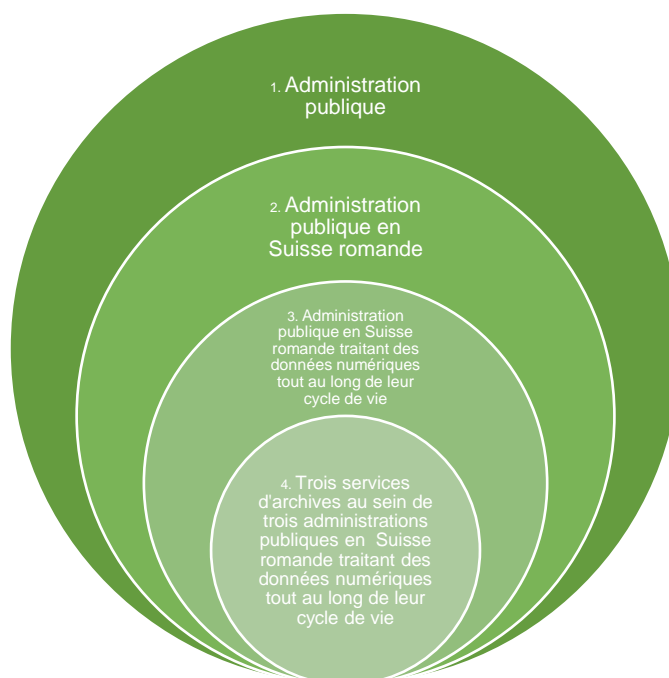 1. Administration
publique
2. Administration
publique en
Suisse romande
3. Administration
publique en Suisse
romande traitant des
données numériques
tout au long de leur
cycle de vie
4. Trois services
d'archives au sein de
trois administrations
publiques en Suisse
romande traitant des
données numériques
tout au long de leur
cycle de vie